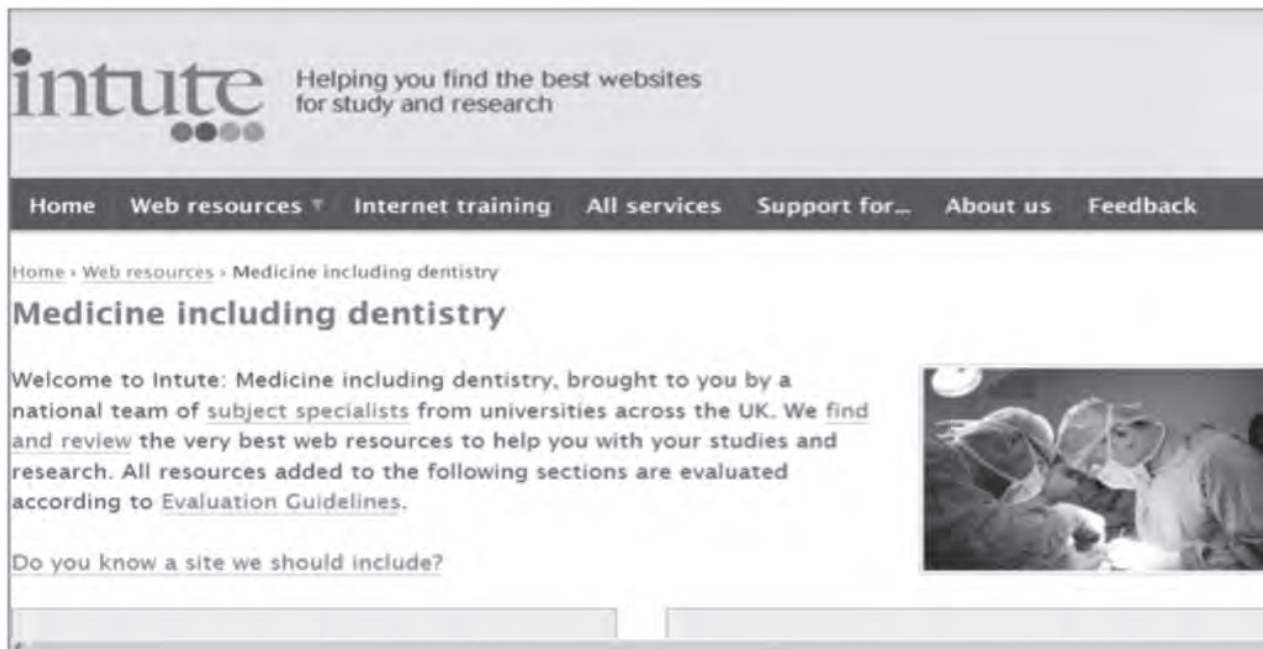 intute
Helping you find the best websites
for study and research
Home Web resources Internet training All services Support for... About us Feedback
Home › Web resources › Medicine including dentistry
Medicine including dentistry
Welcome to Intute: Medicine including dentistry, brought to you by a
national team of subject specialists from universities across the UK. We find
and review the very best web resources to help you with your studies and
research. All resources added to the following sections are evaluated
according to Evaluation Guidelines.
Do you know a site we should include?